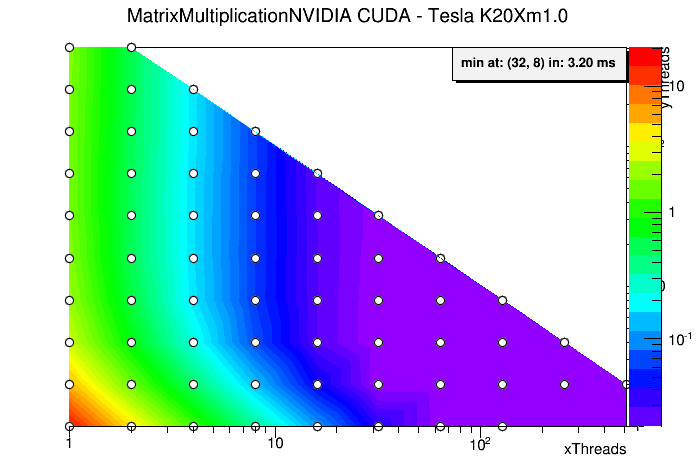 MatrixMultiplicationNVIDIA CUDA - Tesla K20Xm1.0
min at: (32, 8) in: 3.20 ms
yThreads
10
1
10⁻¹
1
10
10²
xThreads